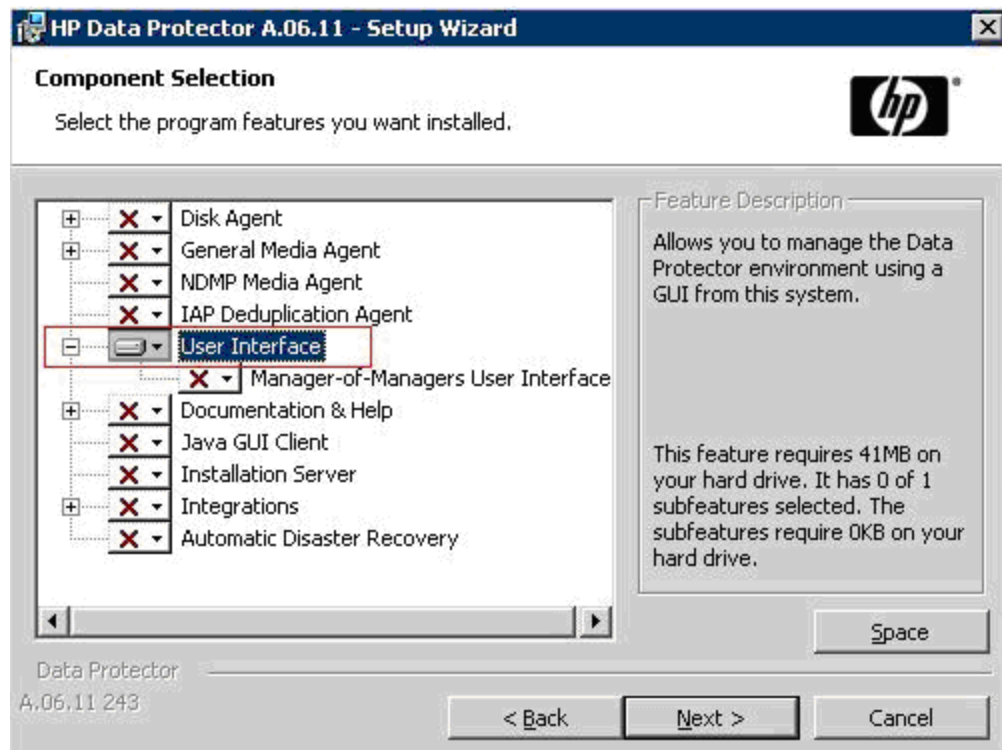 HP Data Protector A.06.11 - Setup Wizard
Component Selection
Select the program features you want installed.
hp
Disk Agent
General Media Agent
NDMP Media Agent
IAP Deduplication Agent
User Interface
Manager-of-Managers User Interface
Documentation & Help
Java GUI Client
Installation Server
Integrations
Automatic Disaster Recovery
Feature Description
Allows you to manage the Data
Protector environment using a
GUI from this system.
This feature requires 41MB on
your hard drive. It has 0 of 1
subfeatures selected. The
subfeatures require 0KB on your
hard drive.
Space
Data Protector
A.06.11 243
< Back
Next >
Cancel